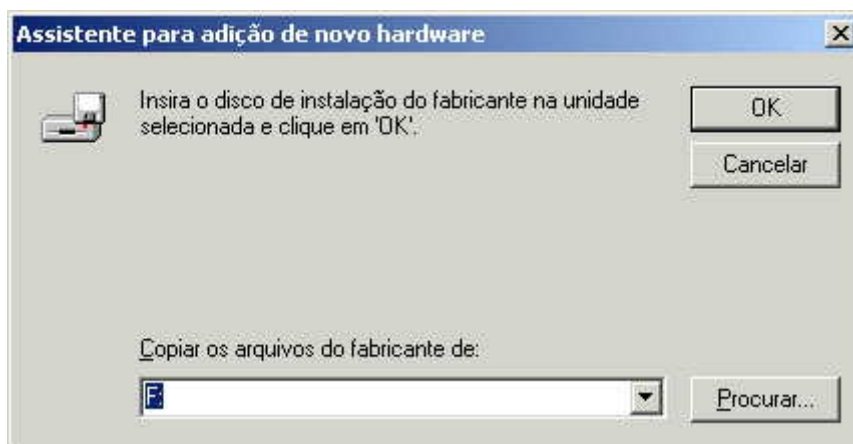 Assistente para adição de novo hardware
Insira o disco de instalação do fabricante na unidade
selecionada e clique em 'OK'.
OK
Cancelar
Copiar os arquivos do fabricante de:
F:
Procurar...